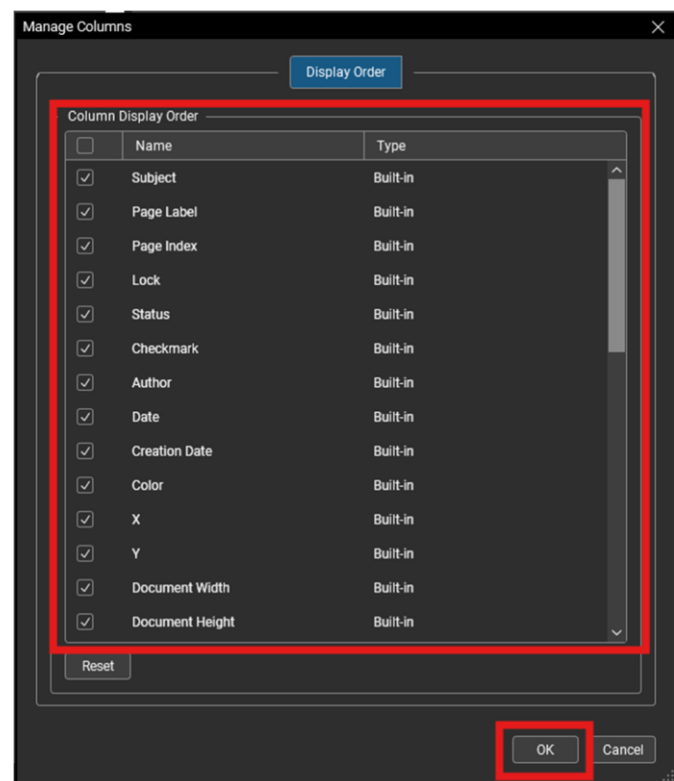 Manage Columns
Display Order
Column Display Order
Name Type
Subject Built-in
Page Label Built-in
Page Index Built-in
Lock Built-in
Status Built-in
Checkmark Built-in
Author Built-in
Date Built-in
Creation Date Built-in
Color Built-in
X Built-in
Y Built-in
Document Width Built-in
Document Height Built-in
Reset
OK Cancel